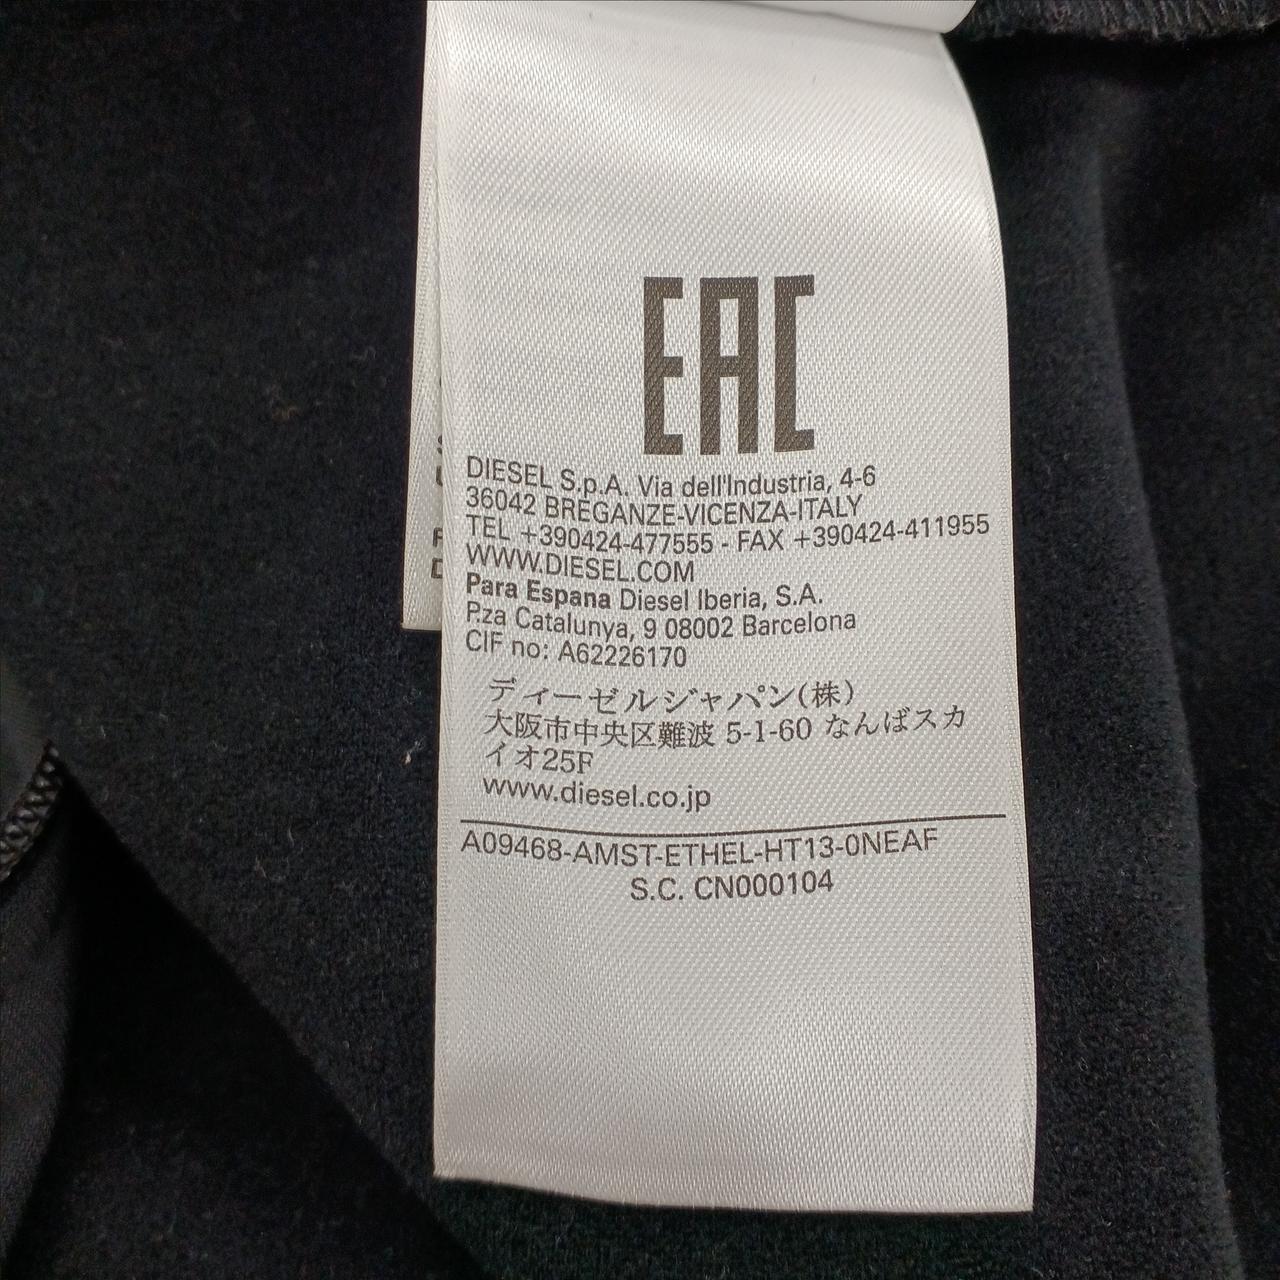 EAC
DIESEL S.p.A. Via dell'Industria, 4-6
36042 BREGANZE-VICENZA-ITALY
TEL +390424-477555 - FAX +390424-411955
WWW.DIESEL.COM
Para Espana Diesel Iberia, S.A.
P.za Catalunya, 9 08002 Barcelona
CIF no: A62226170
ディーゼルジャパン(株)
大阪市中央区難波 5-1-60 なんばスカ
イオ25F
www.diesel.co.jp
A09468-AMST-ETHEL-HT13-0NEAF
S.C. CN000104